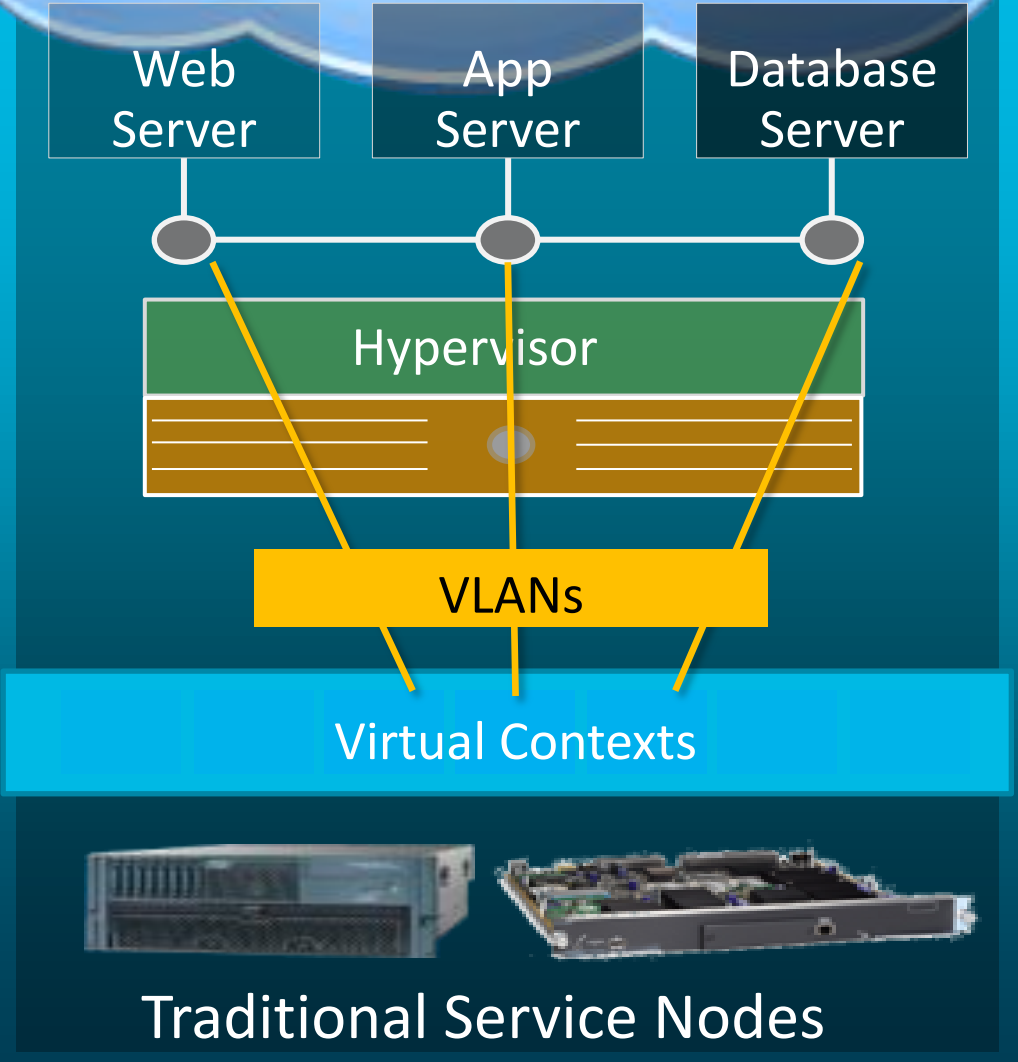 Web
Server
App
Server
Database
Server
Hypervisor
VLANs
Virtual Contexts
Traditional Service Nodes